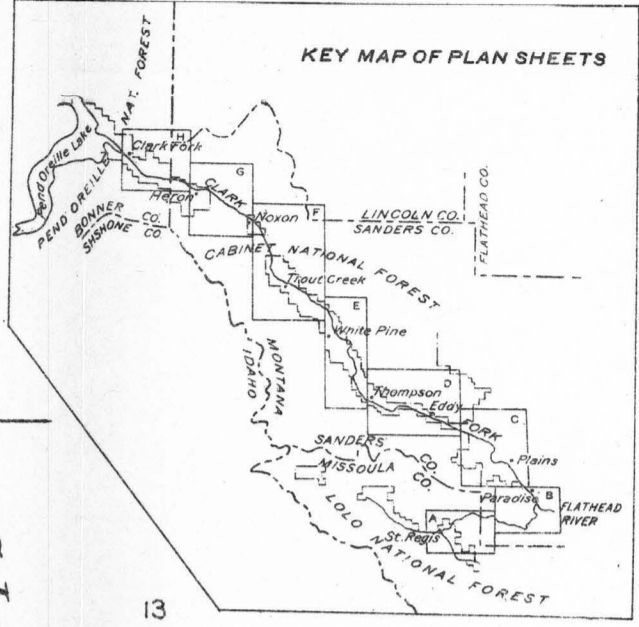 KEY MAP OF PLAN SHEETS
NAT. FOREST
H
Clark Fork
G
Pend Oreille Lake
PEND OREILLE
Heron
CLARK
BONNER CO.
SHSHONE CO.
Noxon
F
LINCOLN CO.
SANDERS CO.
FLATHEAD CO.
CABINET NATIONAL FOREST
Trout Creek
E
White Pine
MONTANA
IDAHO
D
Thompson
Eddy
C
FORK
SANDERS CO.
MISSOULA CO.
Plains
Paradise
B
FLATHEAD
RIVER
A
St. Regis
LOLO NATIONAL FOREST
13